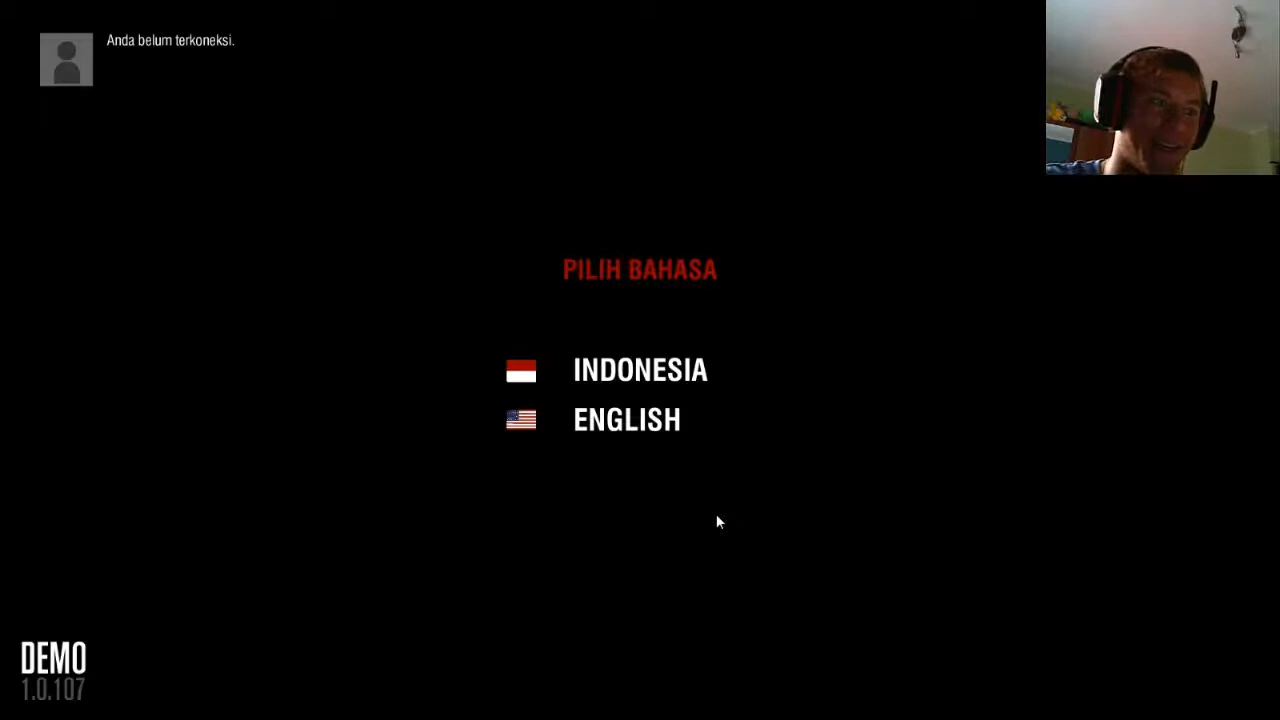 Anda belum terkoneksi.
PILIH BAHASA
INDONESIA
ENGLISH
DEMO
1.0.107